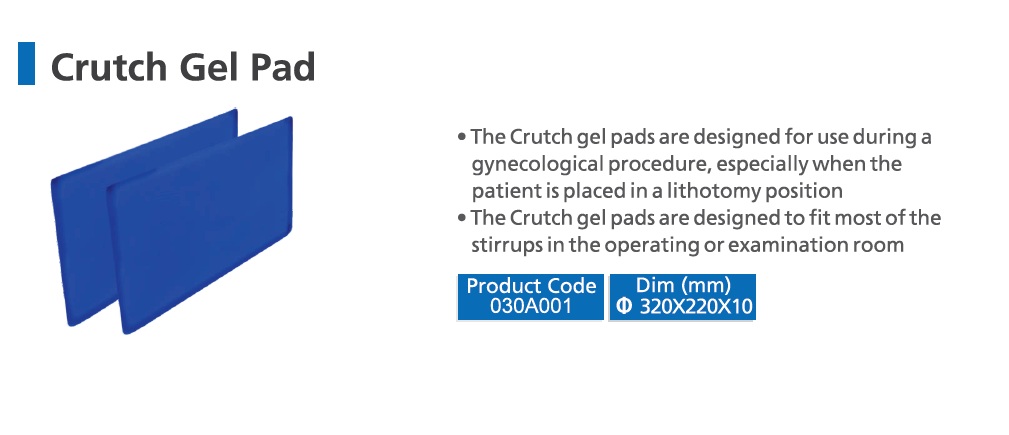 Crutch Gel Pad
• The Crutch gel pads are designed for use during a
gynecological procedure, especially when the
patient is placed in a lithotomy position
• The Crutch gel pads are designed to fit most of the
stirrups in the operating or examination room
Product Code
030A001
Dim (mm)
Φ 320X220X10